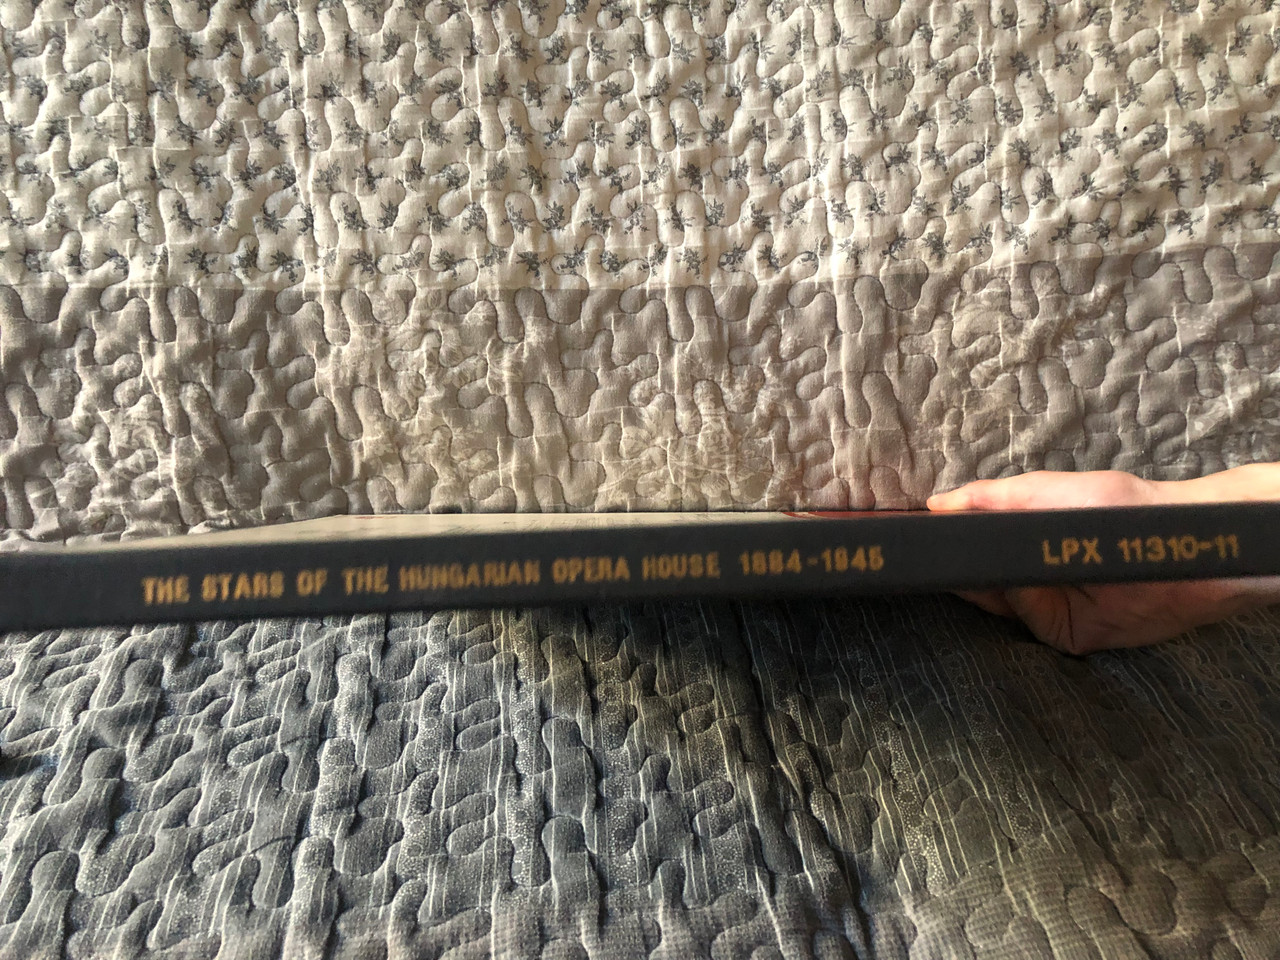 THE STARS OF THE HUNGARIAN OPERA HOUSE 1884-1945 LPX 11310-11